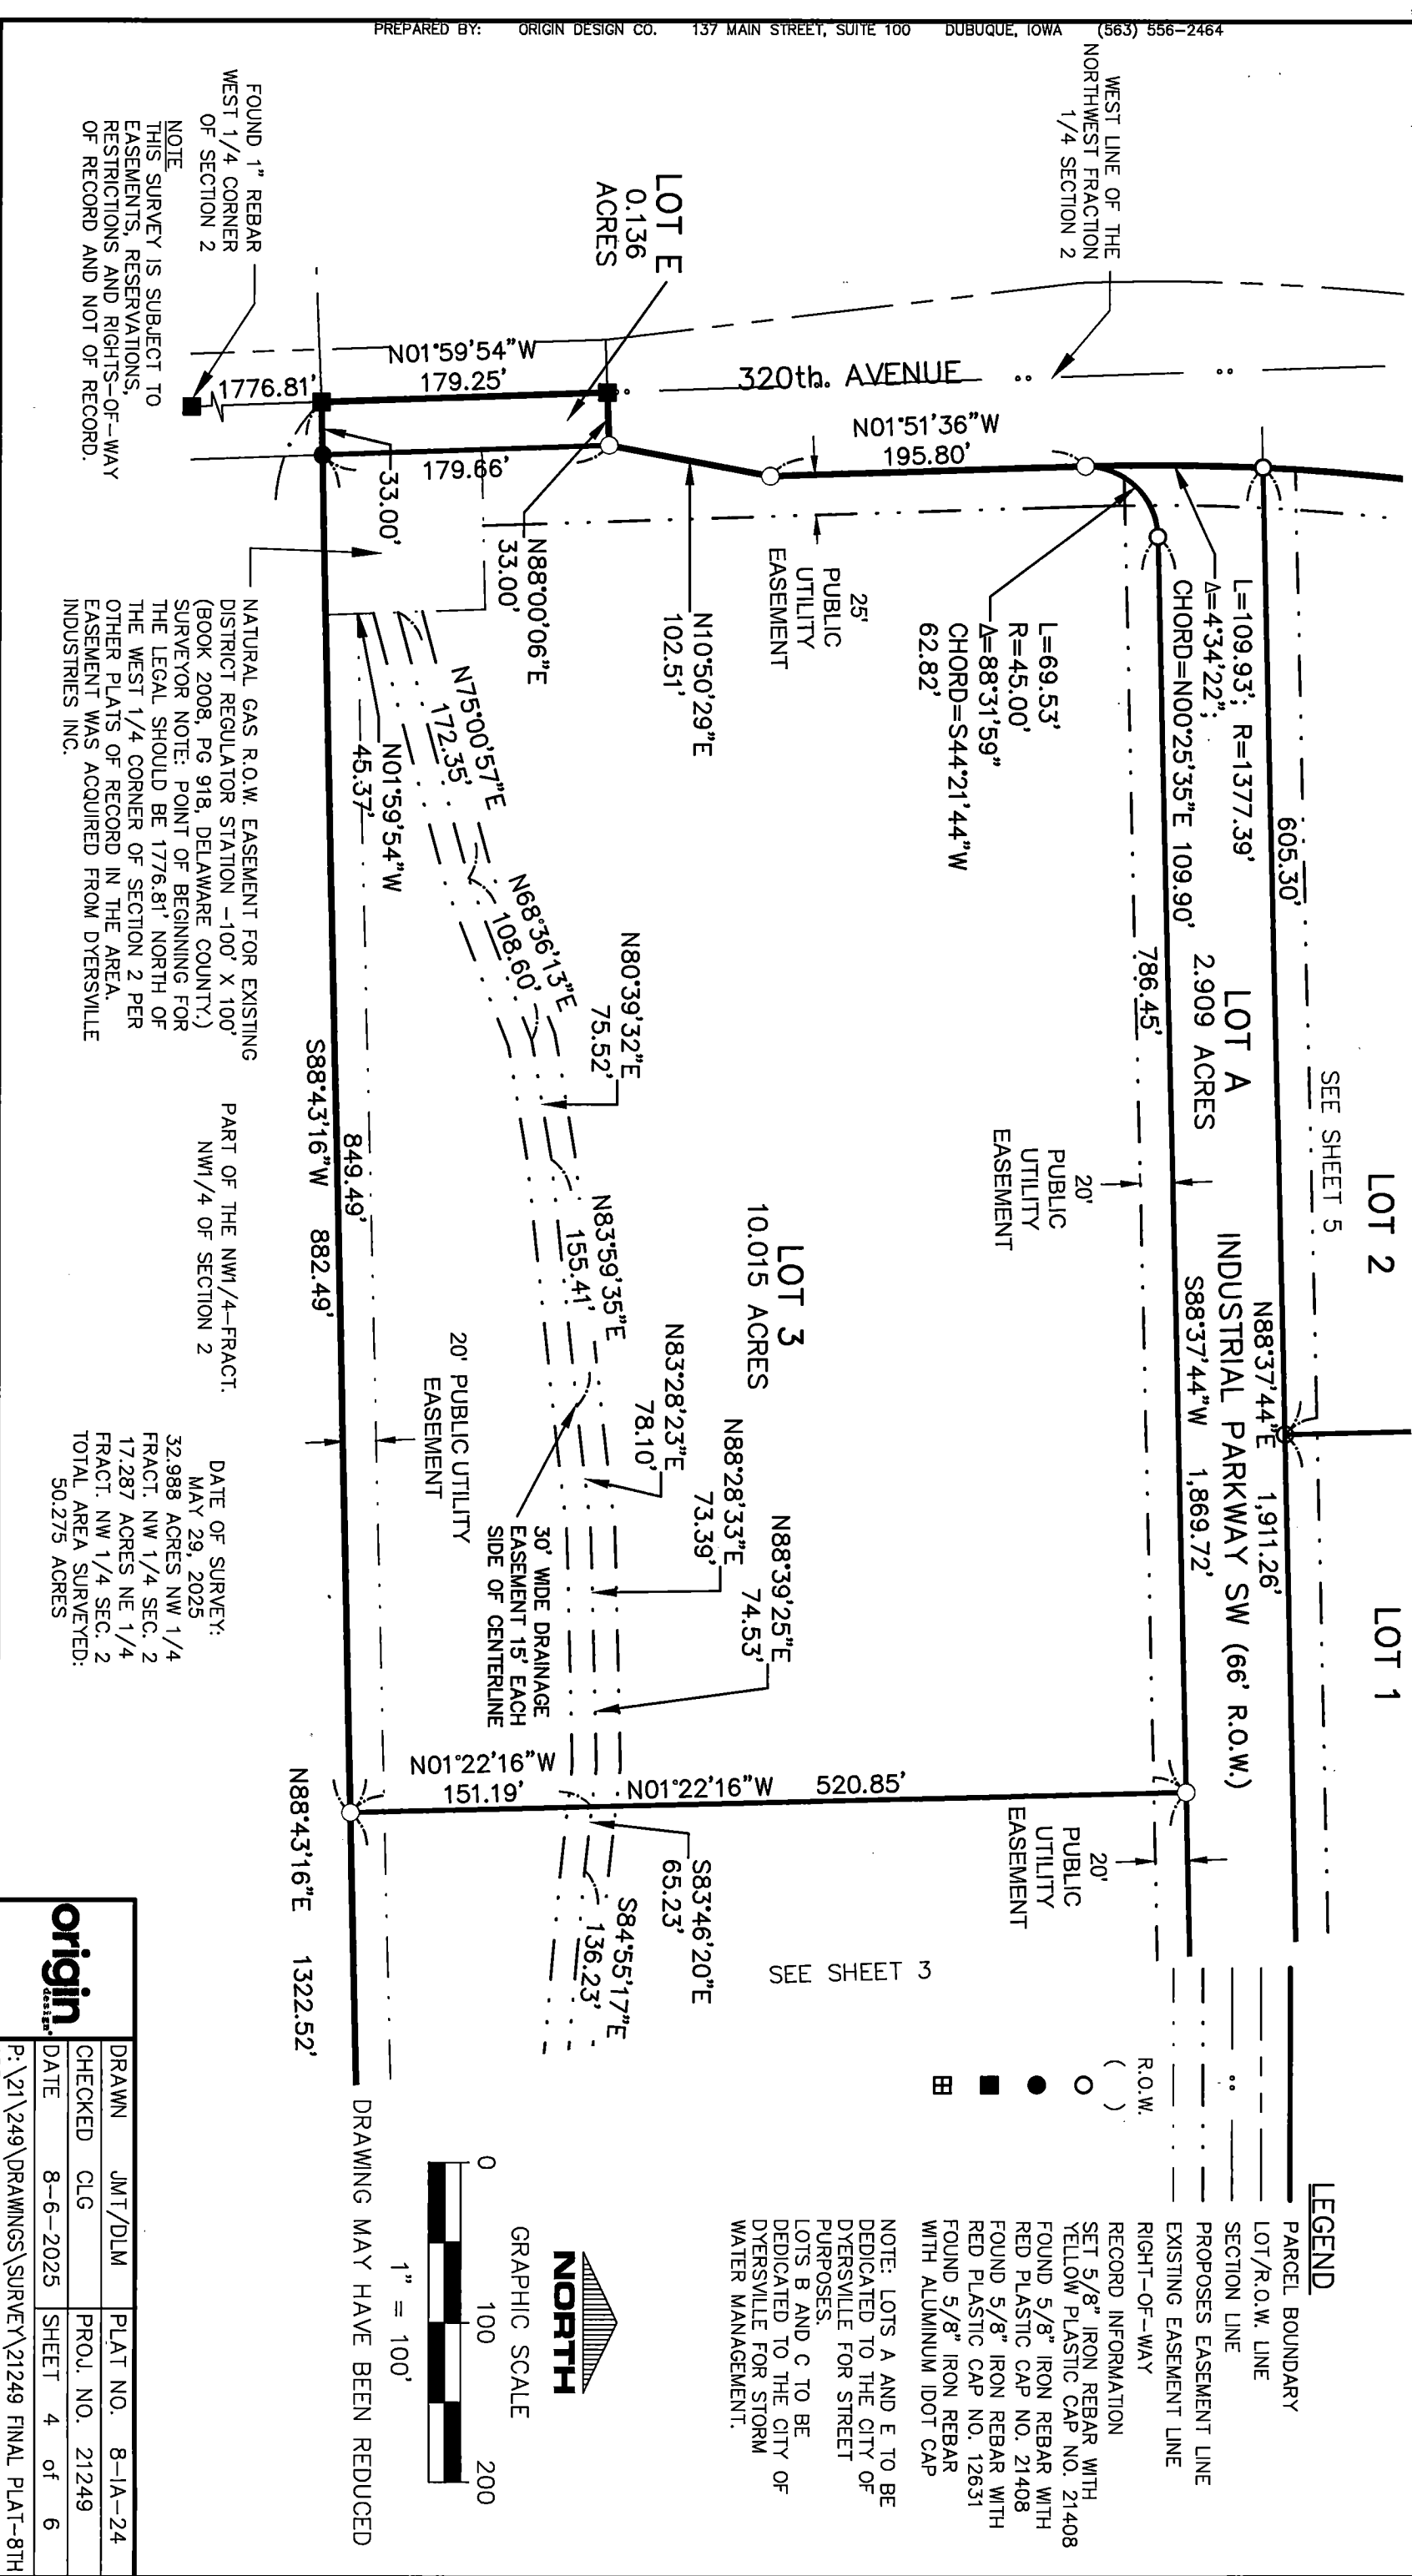 PREPARED BY: ORIGIN DESIGN CO. 137 MAIN STREET, SUITE 100 DUBUQUE, IOWA (563) 556-2464
WEST LINE OF THE
NORTHWEST FRACTION
1/4 SECTION 2
LOT 2
LOT 1
SEE SHEET 5
605.30'
N88°37'44"E 1,911.26'
L=109.93'; R=1377.39'
Δ=4°34'22";
CHORD=N00°25'35"E 109.90'
LOT A
2.909 ACRES
INDUSTRIAL PARKWAY SW (66' R.O.W.)
S88°37'44"W 1,869.72'
786.45'
320th. AVENUE
N01°51'36"W
195.80'
L=69.53'
R=45.00'
Δ=88°31'59"
CHORD=S44°21'44"W
62.82'
20'
PUBLIC
UTILITY
EASEMENT
20'
PUBLIC
UTILITY
EASEMENT
25'
PUBLIC
UTILITY
EASEMENT
LOT E
0.136
ACRES
N01°59'54"W
179.25'
179.66'
33.00'
1776.81'
N88°00'06"E
33.00'
N10°50'29"E
102.51'
LOT 3
10.015 ACRES
N75°00'57"E
172.35'
N01°59'54"W
45.37'
N68°36'13"E
108.60'
N80°39'32"E
75.52'
N83°59'35"E
155.41'
N83°28'23"E
78.10'
N88°28'33"E
73.39'
N88°39'25"E
74.53'
30' WIDE DRAINAGE
EASEMENT 15' EACH
SIDE OF CENTERLINE
N01°22'16"W
151.19'
N01°22'16"W 520.85'
S83°46'20"E
65.23'
S84°55'17"E
136.23'
SEE SHEET 3
20' PUBLIC UTILITY
EASEMENT
849.49'
S88°43'16"W 882.49'
N88°43'16"E 1322.52'
FOUND 1" REBAR
WEST 1/4 CORNER
OF SECTION 2
NOTE
THIS SURVEY IS SUBJECT TO
EASEMENTS, RESERVATIONS,
RESTRICTIONS AND RIGHTS-OF-WAY
OF RECORD AND NOT OF RECORD.
NATURAL GAS R.O.W. EASEMENT FOR EXISTING
DISTRICT REGULATOR STATION -100' X 100'
(BOOK 2008, PG 918, DELAWARE COUNTY.)
SURVEYOR NOTE: POINT OF BEGINNING FOR
THE LEGAL SHOULD BE 1776.81' NORTH OF
THE WEST 1/4 CORNER OF SECTION 2 PER
OTHER PLATS OF RECORD IN THE AREA.
EASEMENT WAS ACQUIRED FROM DYERSVILLE
INDUSTRIES INC.
PART OF THE NW1/4-FRACT.
NW1/4 OF SECTION 2
DATE OF SURVEY:
MAY 29, 2025
32.988 ACRES NW 1/4
FRACT. NW 1/4 SEC. 2
17.287 ACRES NE 1/4
FRACT. NW 1/4 SEC. 2
TOTAL AREA SURVEYED:
50.275 ACRES
LEGEND
PARCEL BOUNDARY
LOT/R.O.W. LINE
SECTION LINE
PROPOSES EASEMENT LINE
EXISTING EASEMENT LINE
R.O.W. RIGHT-OF-WAY
( ) RECORD INFORMATION
SET 5/8" IRON REBAR WITH
YELLOW PLASTIC CAP NO. 21408
FOUND 5/8" IRON REBAR WITH
RED PLASTIC CAP NO. 21408
FOUND 5/8" IRON REBAR WITH
RED PLASTIC CAP NO. 12631
FOUND 5/8" IRON REBAR
WITH ALUMINUM IDOT CAP
NOTE: LOTS A AND E TO BE
DEDICATED TO THE CITY OF
DYERSVILLE FOR STREET
PURPOSES.
LOTS B AND C TO BE
DEDICATED TO THE CITY OF
DYERSVILLE FOR STORM
WATER MANAGEMENT.
NORTH
GRAPHIC SCALE
0 100 200
1" = 100'
DRAWING MAY HAVE BEEN REDUCED
origin
design
DRAWN JMT/DLM PLAT NO. 8-IA-24
CHECKED CLG PROJ. NO. 21249
DATE 8-6-2025 SHEET 4 of 6
P:\21\249\DRAWINGS\SURVEY\21249 FINAL PLAT-8TH